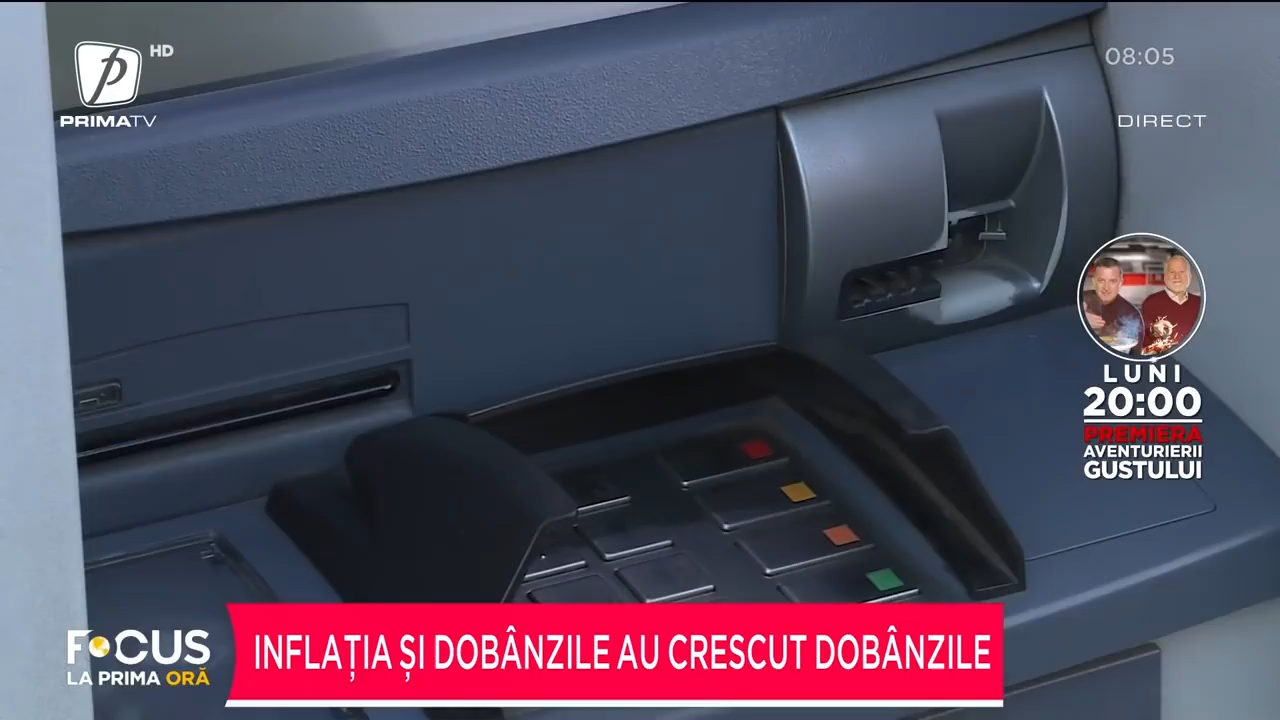 HD
PRIMATV
08:05
DIRECT
LUNI
20:00
PREMIERA
AVENTURIERII
GUSTULUI
FOCUS
LA PRIMA ORĂ
INFLAȚIA ȘI DOBÂNZILE AU CRESCUT DOBÂNZILE